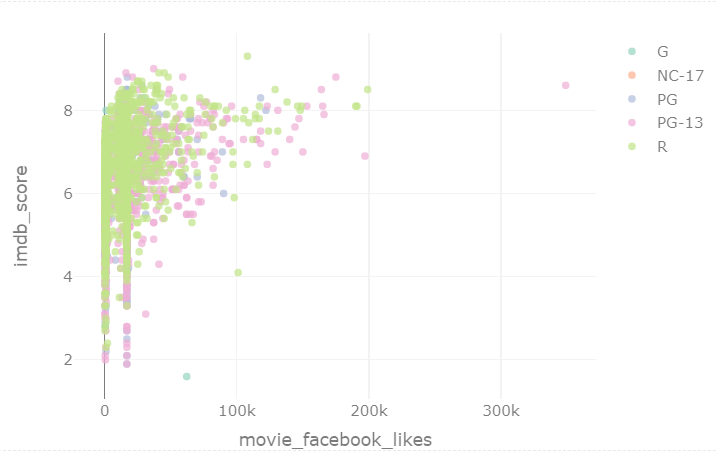 G
NC-17
PG
PG-13
R
8
6
4
2
imdb_score
0 100k 200k 300k
movie_facebook_likes